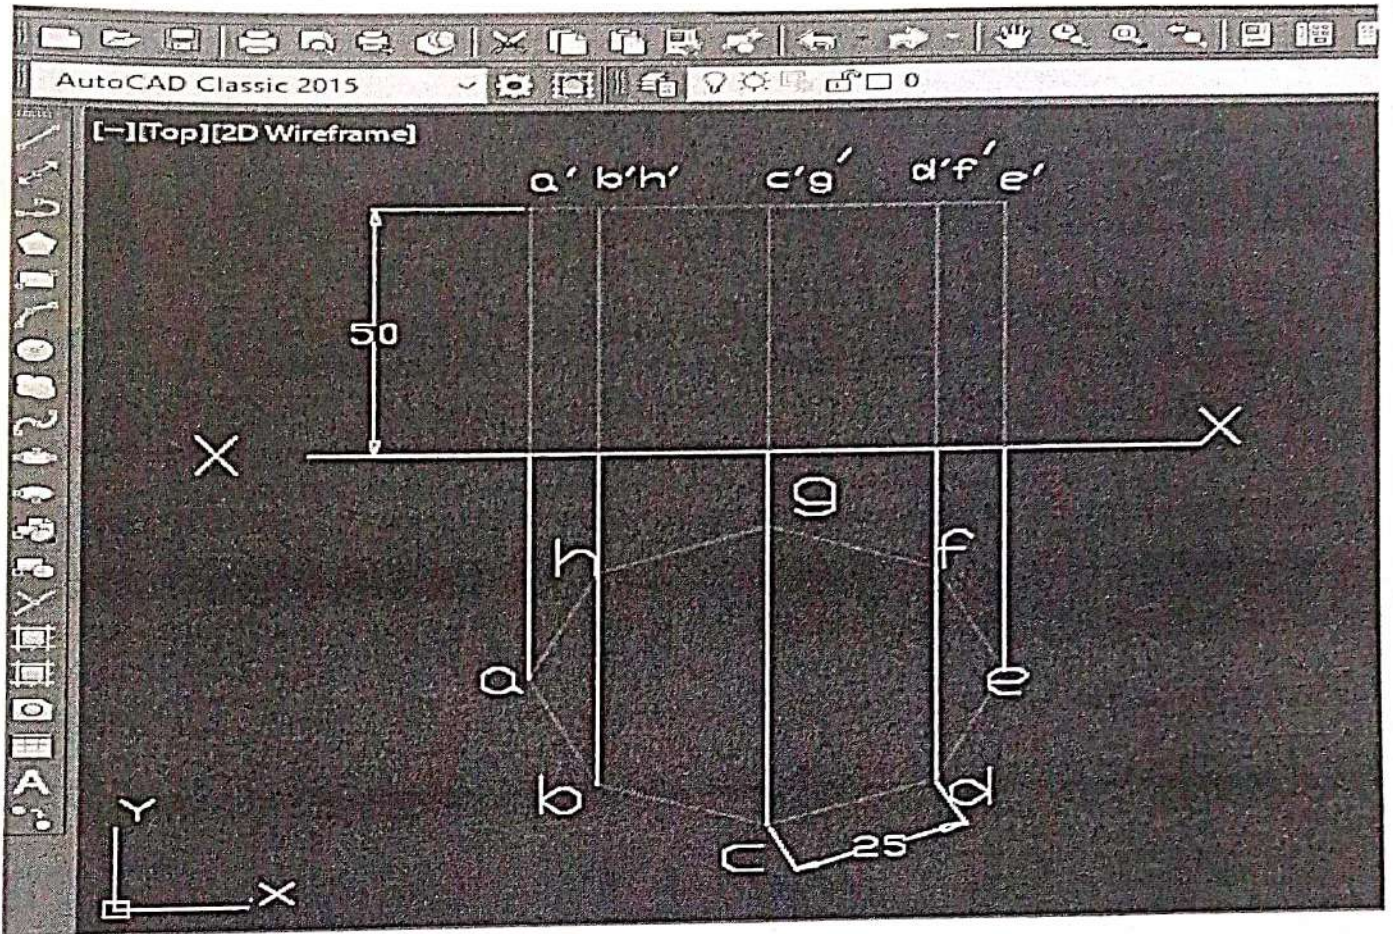 AutoCAD Classic 2015
0
[−][Top][2D Wireframe]
a' b'h' c'g' d'f' e'
50
X X
g
h f
a e
b d
c 25
A
Y
X